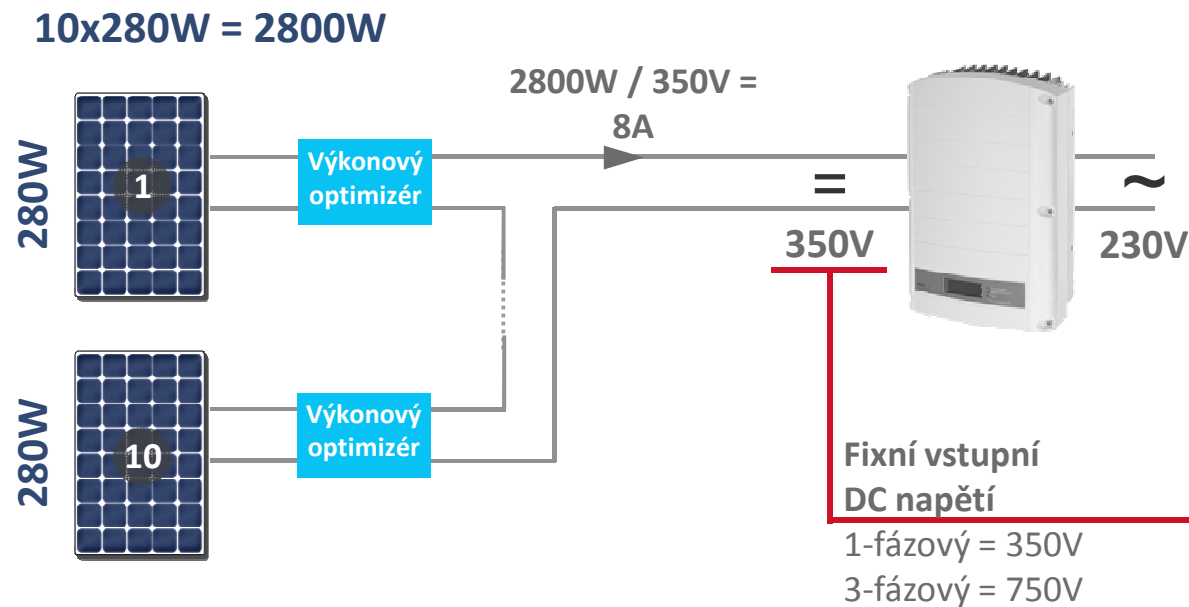 10x280W = 2800W
2800W / 350V =
8A
280W
1
Výkonový
optimizér
=
~
350V
230V
280W
10
Výkonový
optimizér
Fixní vstupní
DC napětí
1-fázový = 350V
3-fázový = 750V